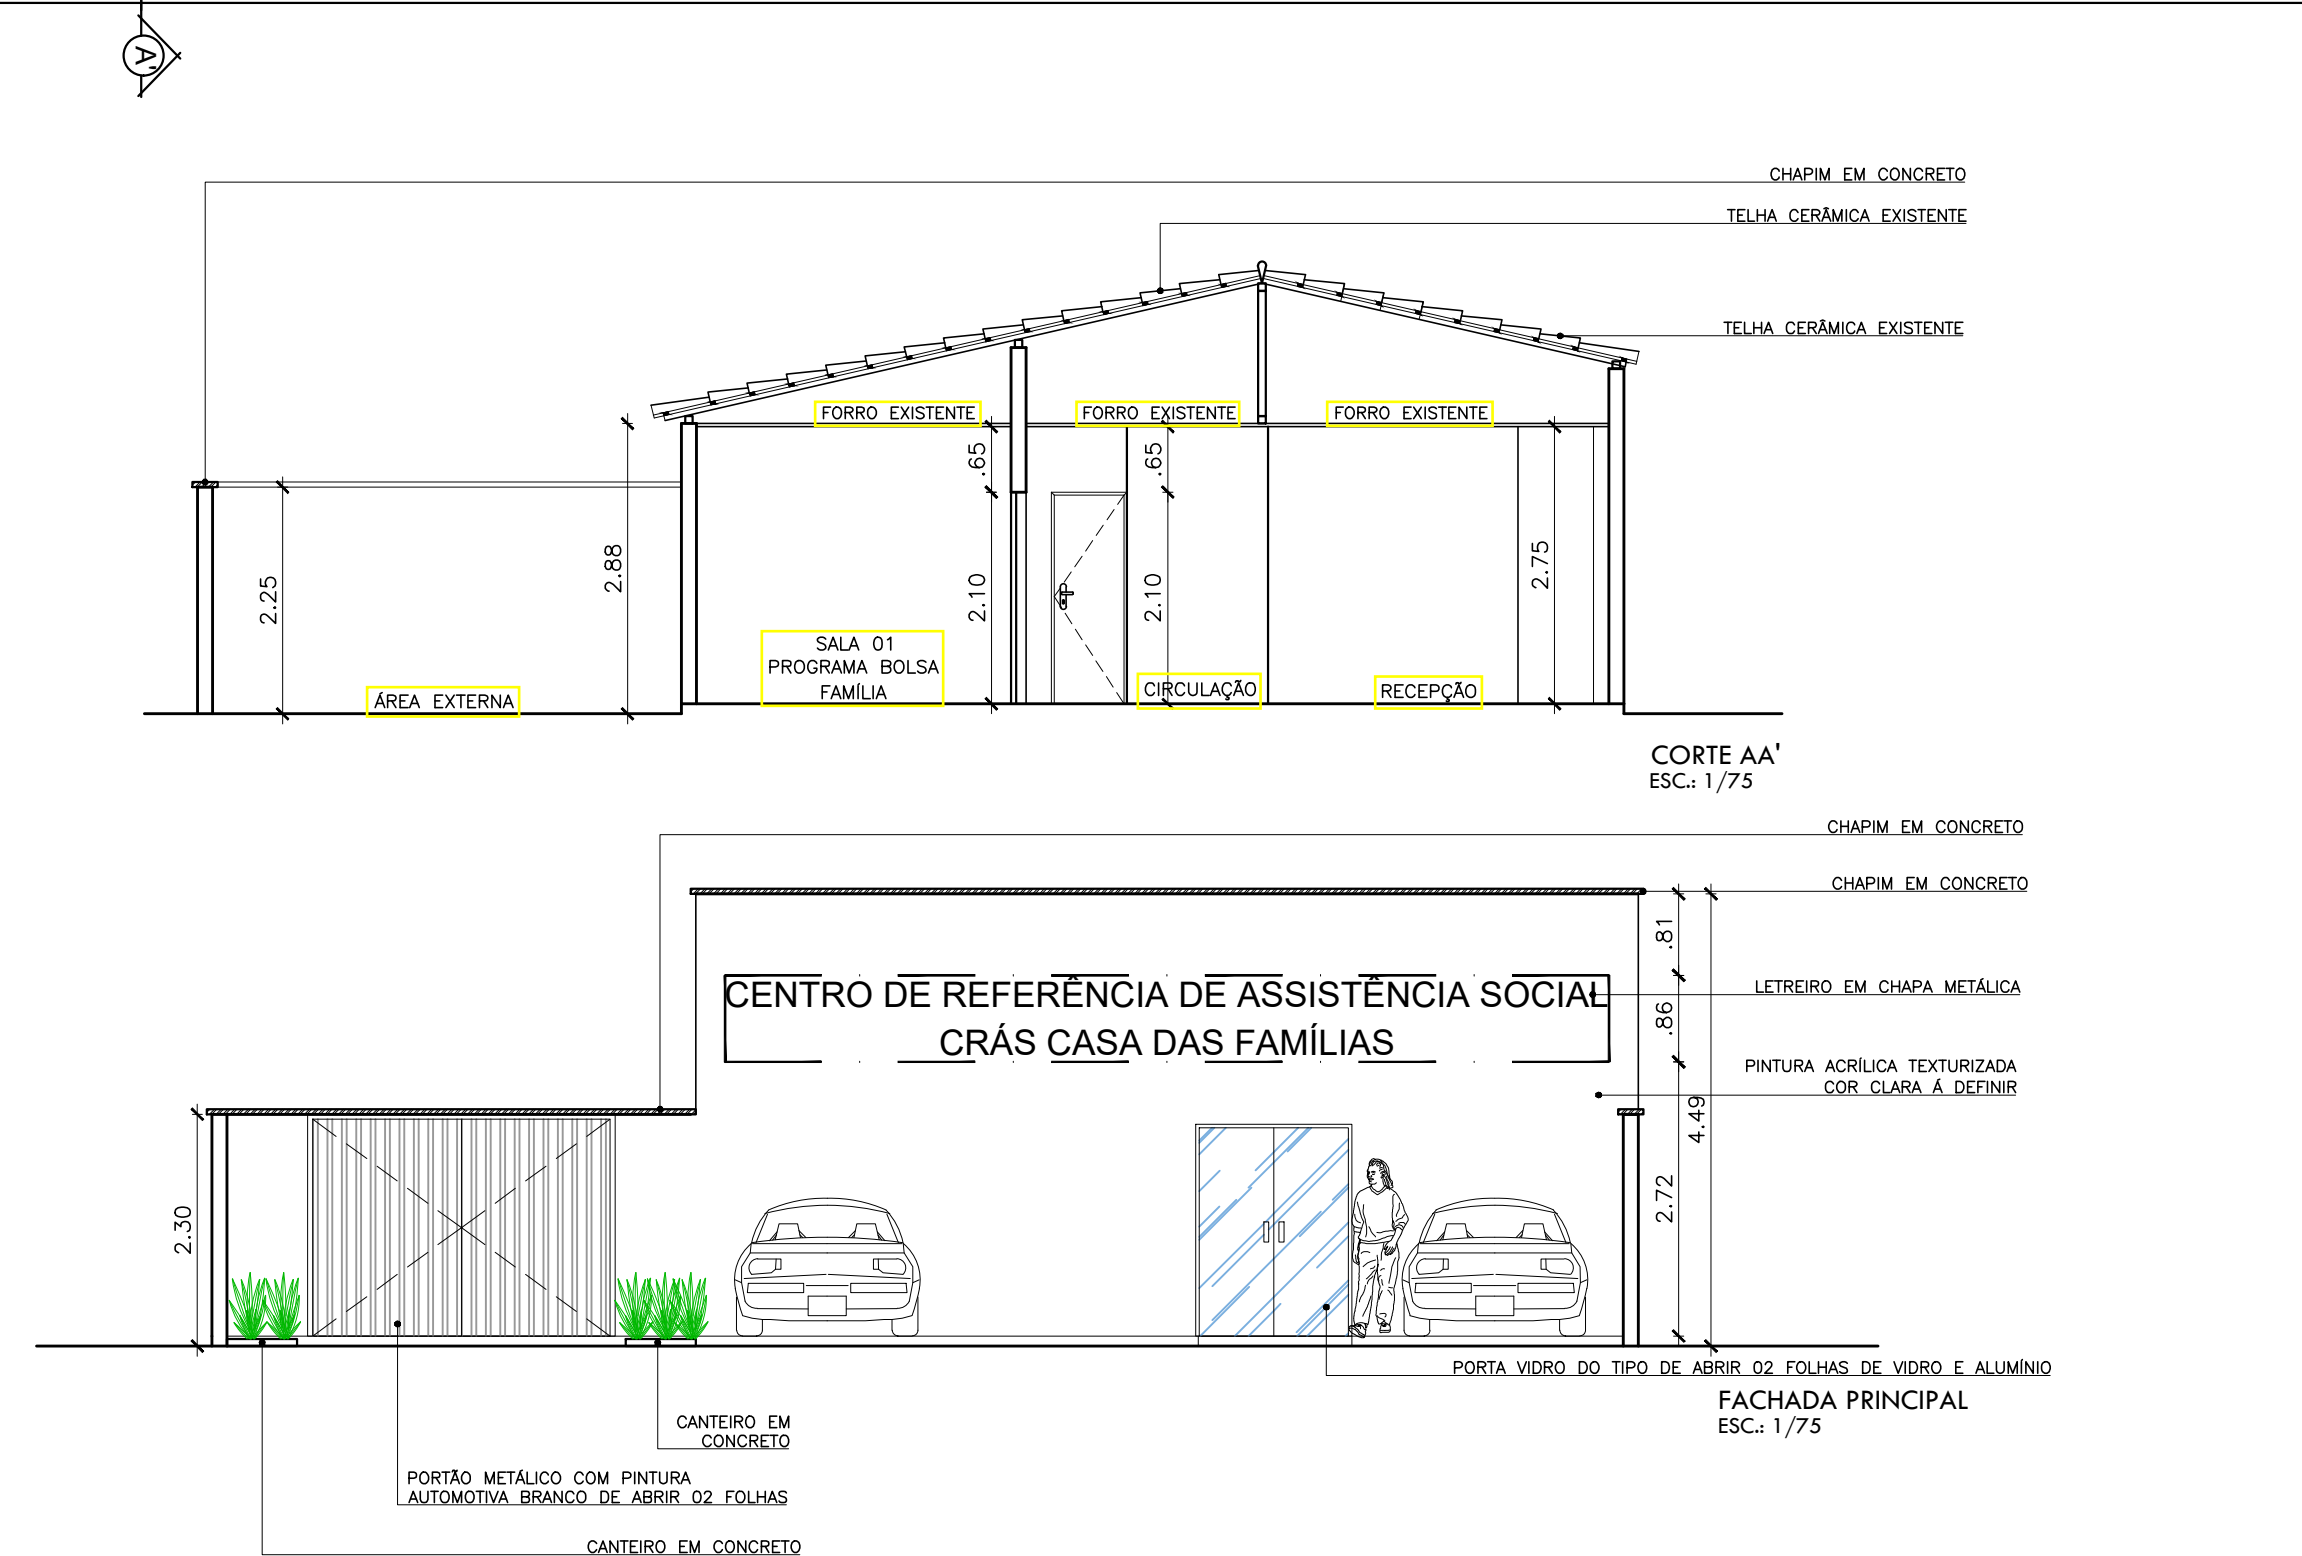 A'
CHAPIM EM CONCRETO
TELHA CERÂMICA EXISTENTE
TELHA CERÂMICA EXISTENTE
FORRO EXISTENTE
FORRO EXISTENTE
FORRO EXISTENTE
.65
.65
2.25
2.88
2.10
2.10
2.75
SALA 01
PROGRAMA BOLSA
FAMÍLIA
ÁREA EXTERNA
CIRCULAÇÃO
RECEPÇÃO
CORTE AA'
ESC.: 1/75
CHAPIM EM CONCRETO
CHAPIM EM CONCRETO
.81
CENTRO DE REFERÊNCIA DE ASSISTÊNCIA SOCIAL
CRÁS CASA DAS FAMÍLIAS
LETREIRO EM CHAPA METÁLICA
.86
PINTURA ACRÍLICA TEXTURIZADA
COR CLARA Á DEFINIR
4.49
2.72
2.30
PORTA VIDRO DO TIPO DE ABRIR 02 FOLHAS DE VIDRO E ALUMÍNIO
FACHADA PRINCIPAL
ESC.: 1/75
CANTEIRO EM
CONCRETO
PORTÃO METÁLICO COM PINTURA
AUTOMOTIVA BRANCO DE ABRIR 02 FOLHAS
CANTEIRO EM CONCRETO